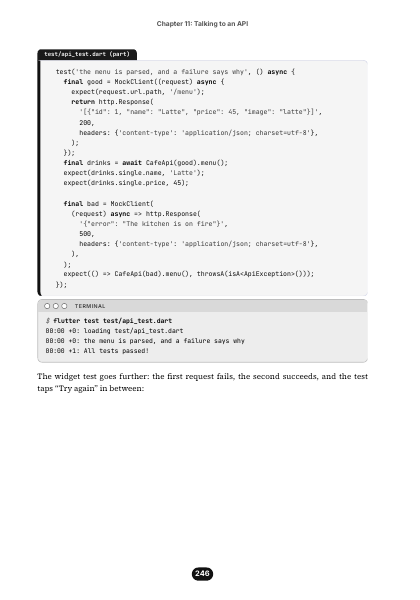 Chapter 11: Talking to an API
test/api_test.dart (part)
test('the menu is parsed, and a failure says why', () async {
  final good = MockClient((request) async {
    expect(request.url.path, '/menu');
    return http.Response(
      '[{"id": 1, "name": "Latte", "price": 45, "image": "latte"}]',
      200,
      headers: {'content-type': 'application/json; charset=utf-8'},
    );
  });
  final drinks = await CafeApi(good).menu();
  expect(drinks.single.name, 'Latte');
  expect(drinks.single.price, 45);

  final bad = MockClient(
    (request) async => http.Response(
      '{"error": "The kitchen is on fire"}',
      500,
      headers: {'content-type': 'application/json; charset=utf-8'},
    ),
  );
  expect(() => CafeApi(bad).menu(), throwsA(isA<ApiException>()));
});
TERMINAL
$ flutter test test/api_test.dart
00:00 +0: loading test/api_test.dart
00:00 +0: the menu is parsed, and a failure says why
00:00 +1: All tests passed!
The widget test goes further: the first request fails, the second succeeds, and the test
taps “Try again” in between:
246